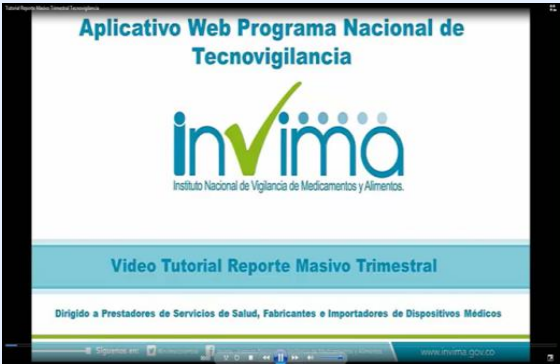 Tutorial Reporte Masivo Trimestral Tecnovigilancia
Aplicativo Web Programa Nacional de
Tecnovigilancia
invima
Instituto Nacional de Vigilancia de Medicamentos y Alimentos.
Video Tutorial Reporte Masivo Trimestral
Dirigido a Prestadores de Servicios de Salud, Fabricantes e Importadores de Dispositivos Médicos
Síguenos en:
www.invima.gov.co